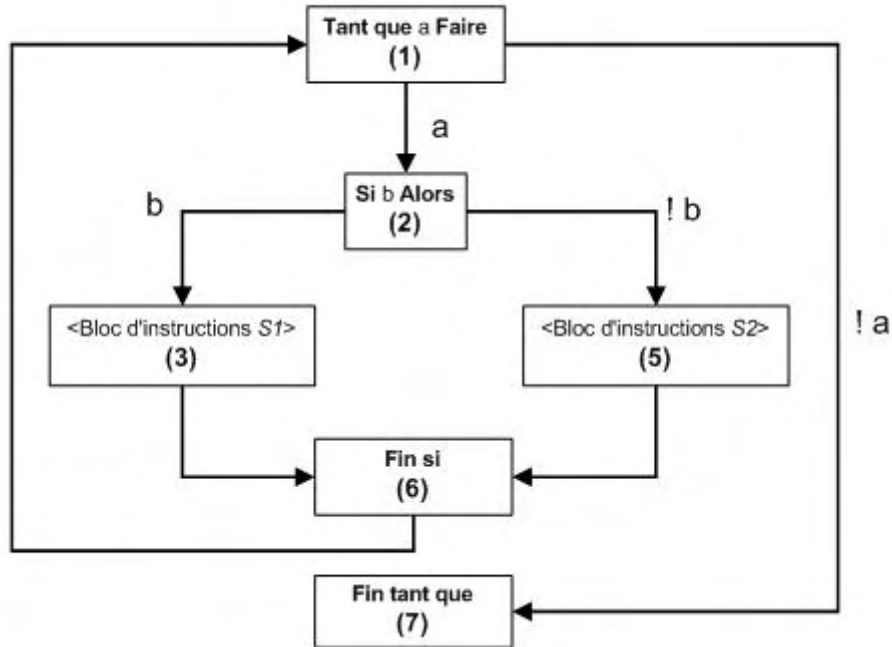 Tant que a Faire
(1)
a
Si b Alors
(2)
b
! b
<Bloc d'instructions S1>
(3)
<Bloc d'instructions S2>
(5)
! a
Fin si
(6)
Fin tant que
(7)